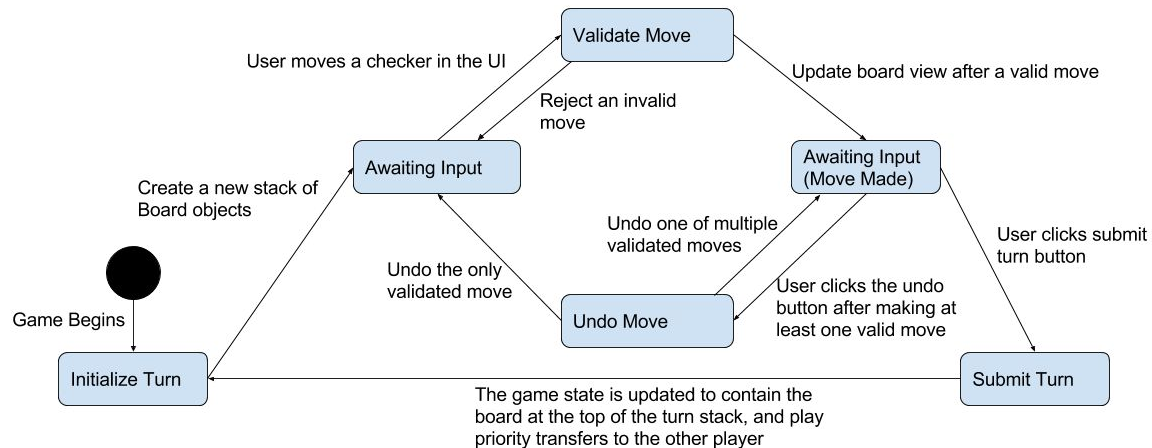 Validate Move
User moves a checker in the UI
Update board view after a valid move
Reject an invalid
move
Awaiting Input
Awaiting Input
(Move Made)
Create a new stack of
Board objects
Undo one of multiple
validated moves
User clicks submit
turn button
Undo the only
validated move
User clicks the undo
button after making at
least one valid move
Game Begins
Undo Move
Initialize Turn
Submit Turn
The game state is updated to contain the
board at the top of the turn stack, and play
priority transfers to the other player